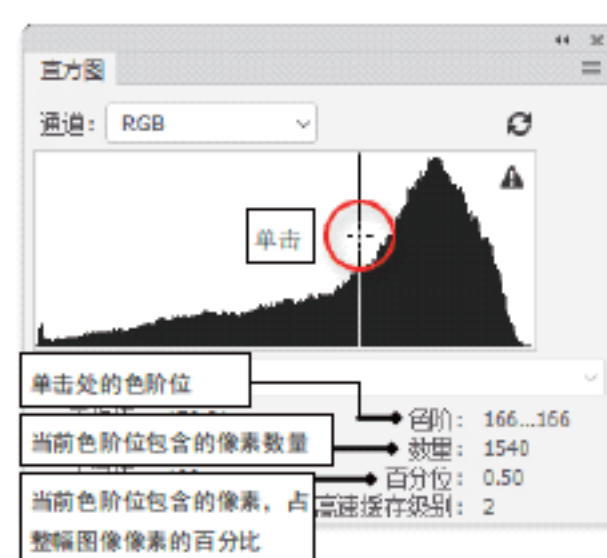 直方图
通道: RGB
单击
单击处的色阶位
色阶: 166...166
当前色阶位包含的像素数量
数量: 1540
百分位: 0.50
当前色阶位包含的像素，占
高速缓存级别: 2
整幅图像像素的百分比